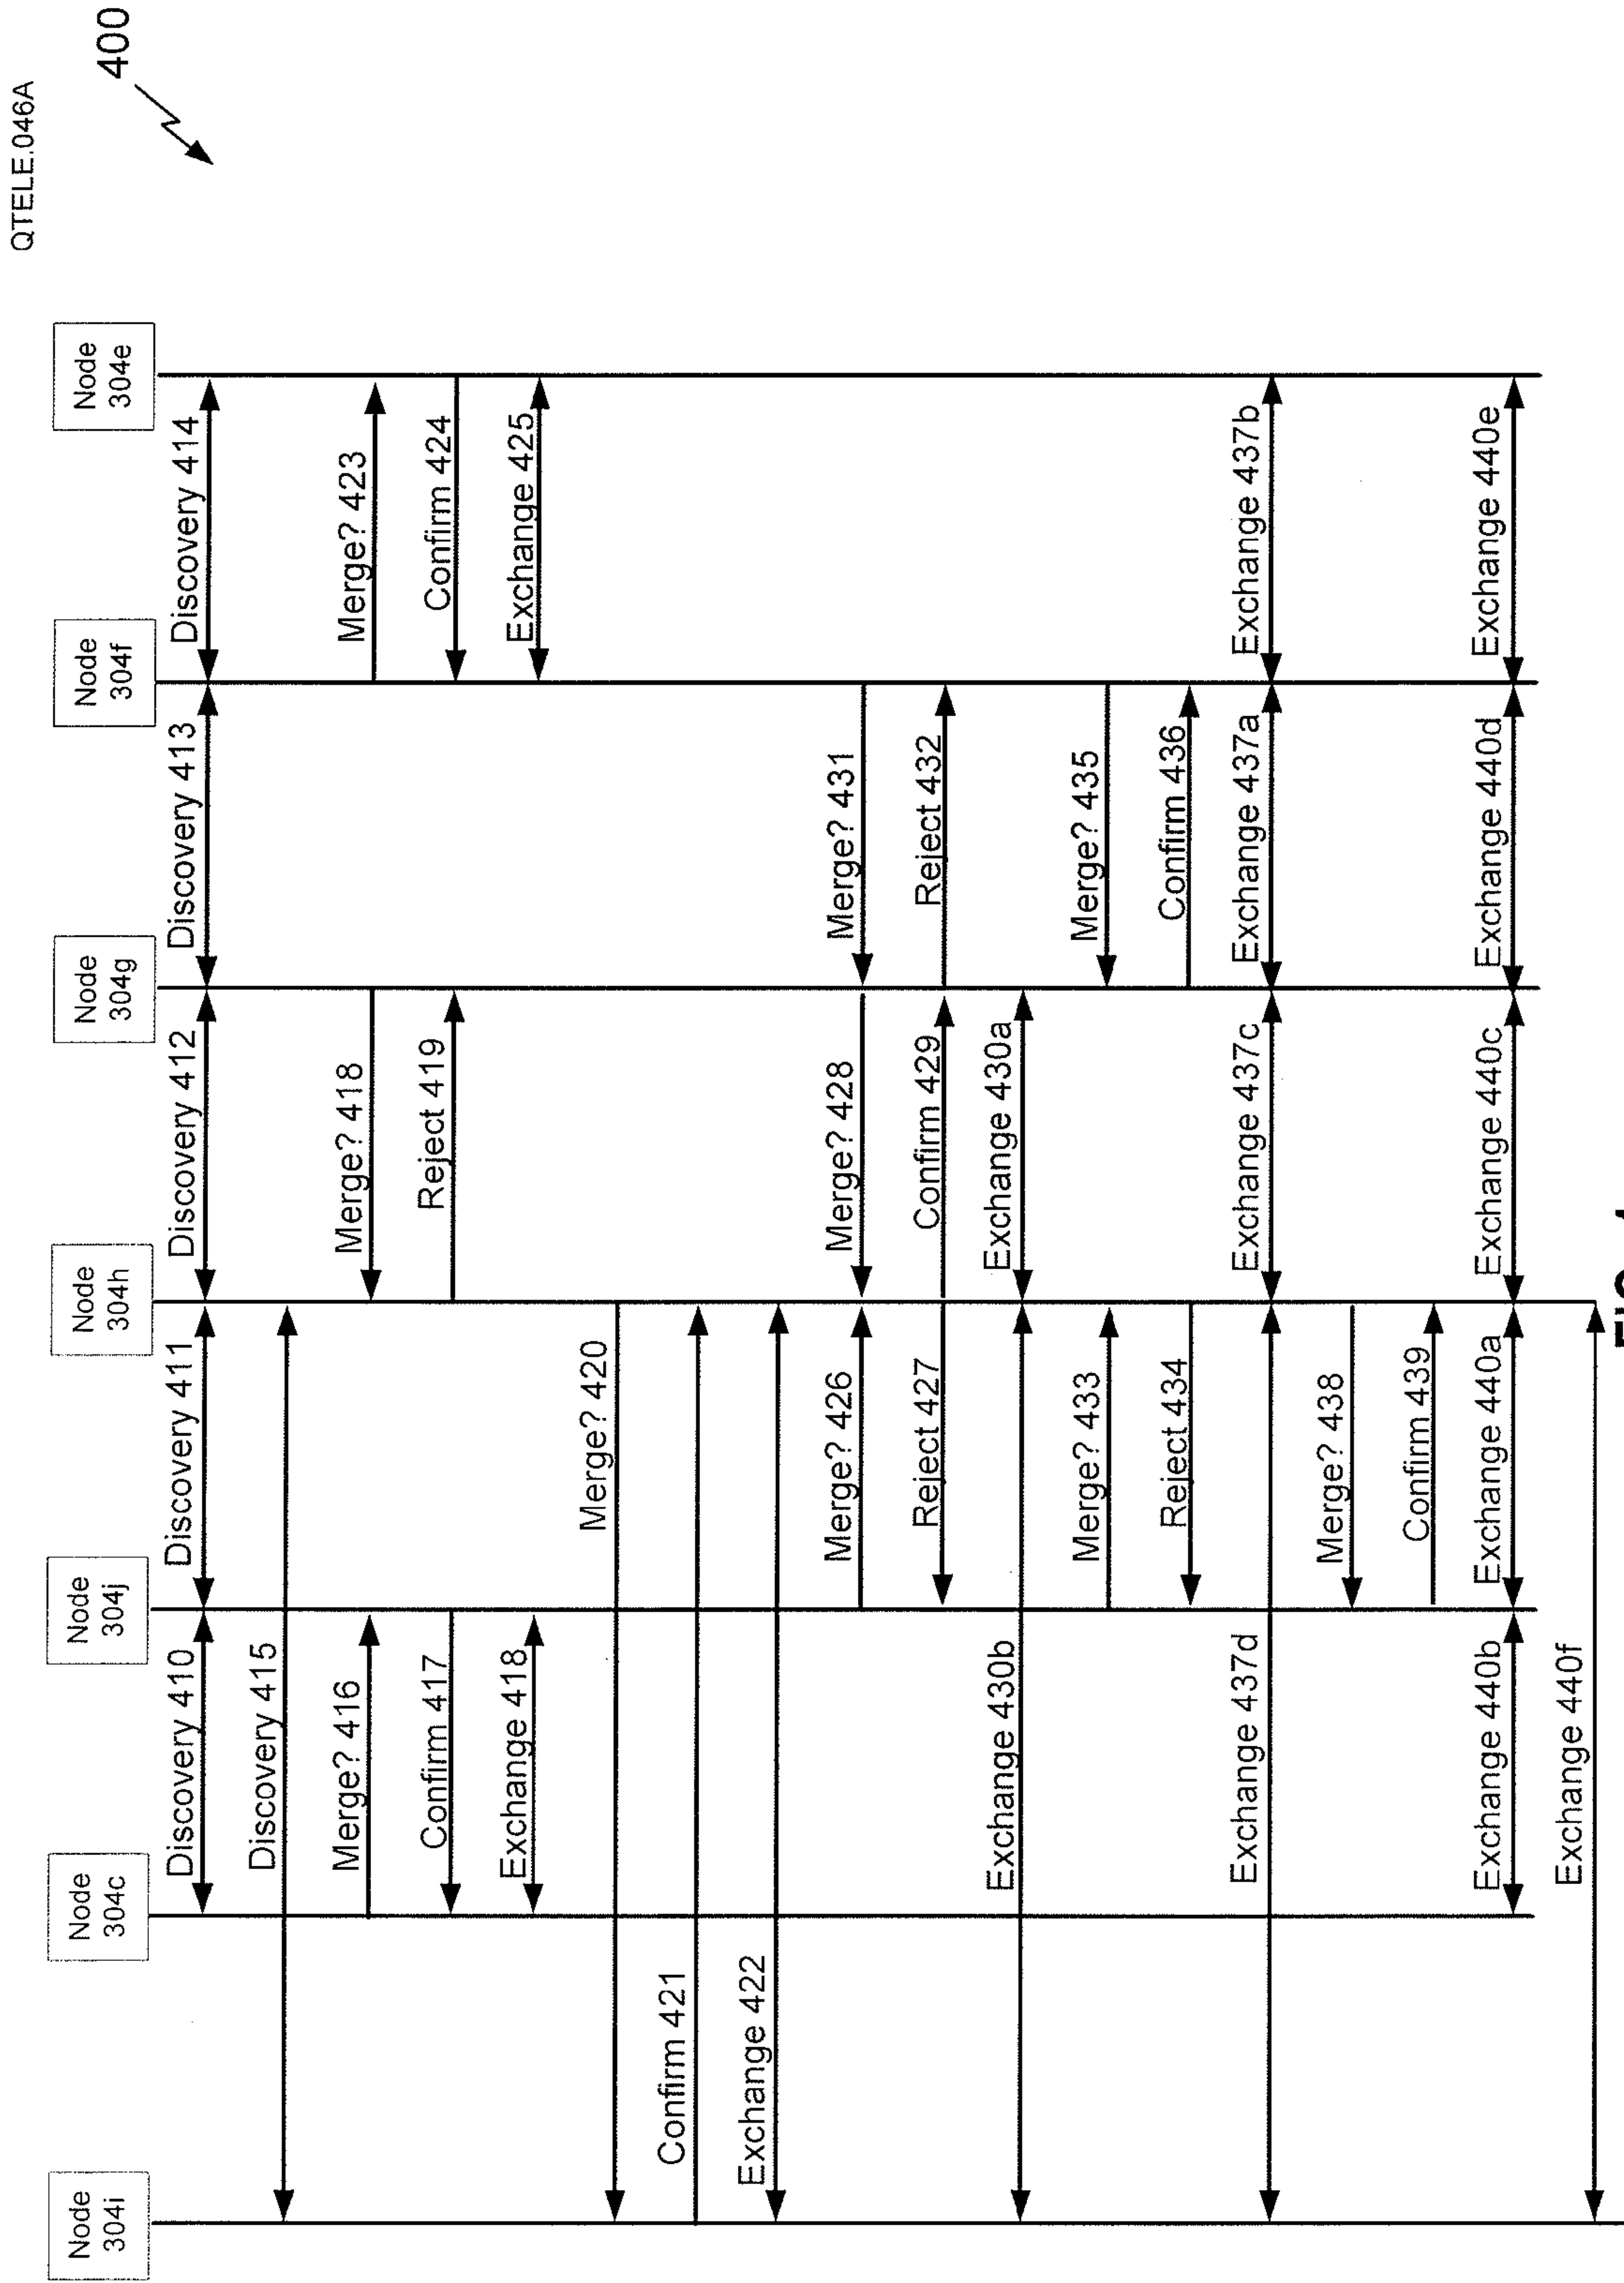 QTELE.046A
400
Node
304i
Node
304c
Node
304j
Node
304h
Node
304g
Node
304f
Node
304e
Discovery 410
Discovery 411
Discovery 412
Discovery 413
Discovery 414
Discovery 415
Merge? 416
Merge? 418
Merge? 423
Confirm 417
Reject 419
Confirm 424
Exchange 418
Exchange 425
Merge? 420
Confirm 421
Exchange 422
Merge? 426
Merge? 428
Merge? 431
Reject 427
Confirm 429
Reject 432
Exchange 430b
Exchange 430a
Merge? 433
Merge? 435
Reject 434
Confirm 436
Exchange 437d
Exchange 437c
Exchange 437a
Exchange 437b
Merge? 438
Confirm 439
Exchange 440b
Exchange 440a
Exchange 440c
Exchange 440d
Exchange 440e
Exchange 440f